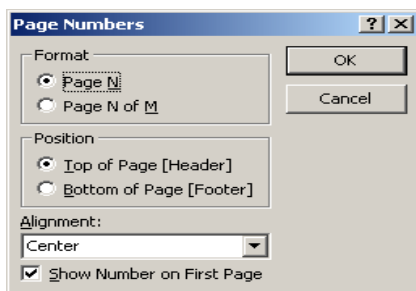 Page Numbers
Format
Page N
Page N of M
OK
Cancel
Position
Top of Page [Header]
Bottom of Page [Footer]
Alignment:
Center
Show Number on First Page